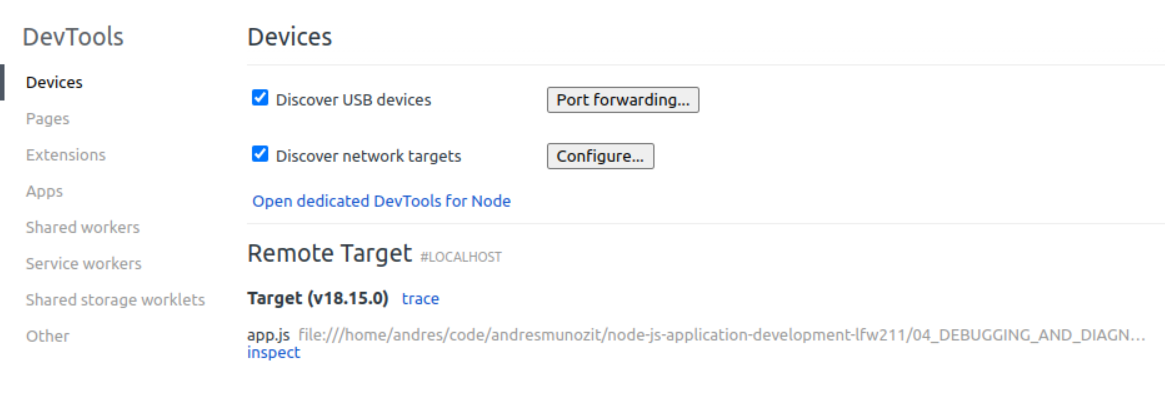 DevTools
Devices
Pages
Extensions
Apps
Shared workers
Service workers
Shared storage worklets
Other
Devices
Discover USB devices Port forwarding...
Discover network targets Configure...
Open dedicated DevTools for Node
Remote Target #LOCALHOST
Target (v18.15.0) trace
app.js file:///home/andres/code/andresmunozit/node-js-application-development-lfw211/04_DEBUGGING_AND_DIAGN...
inspect